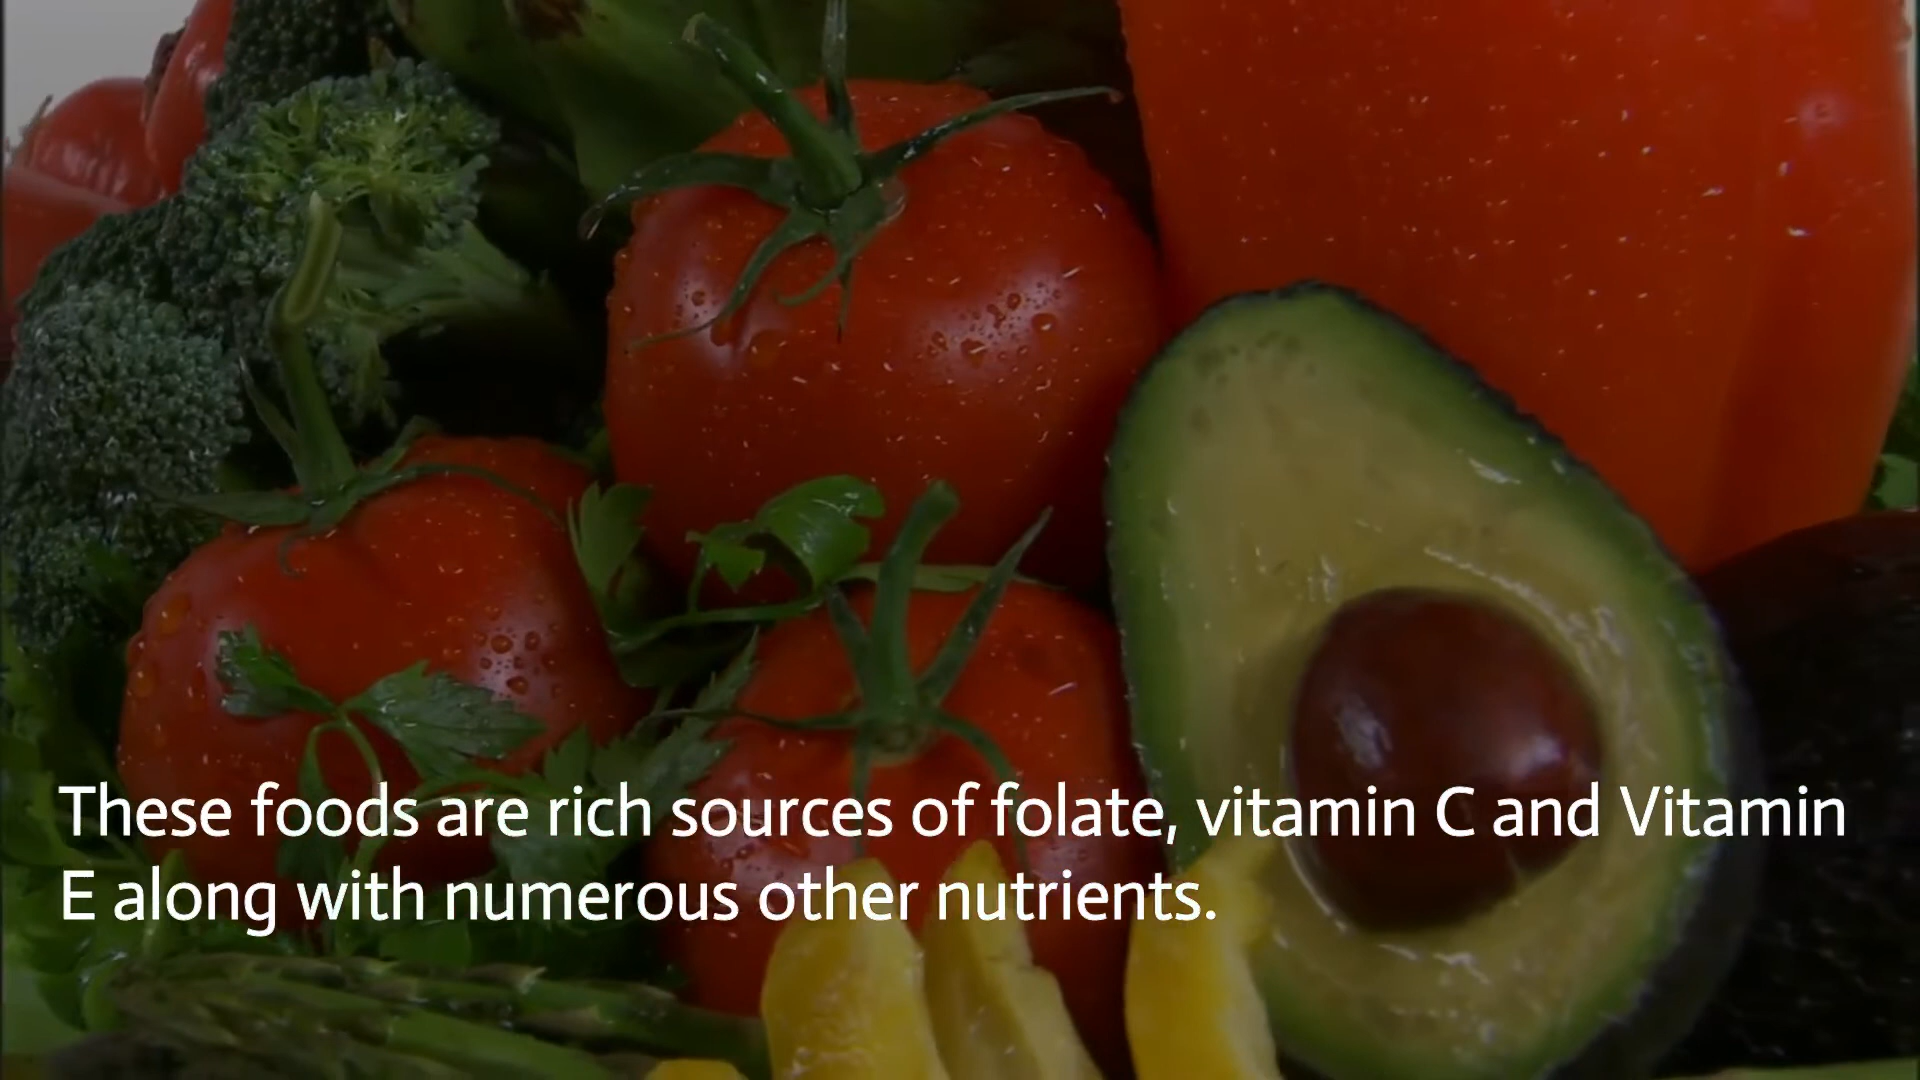 These foods are rich sources of folate, vitamin C and Vitamin
E along with numerous other nutrients.